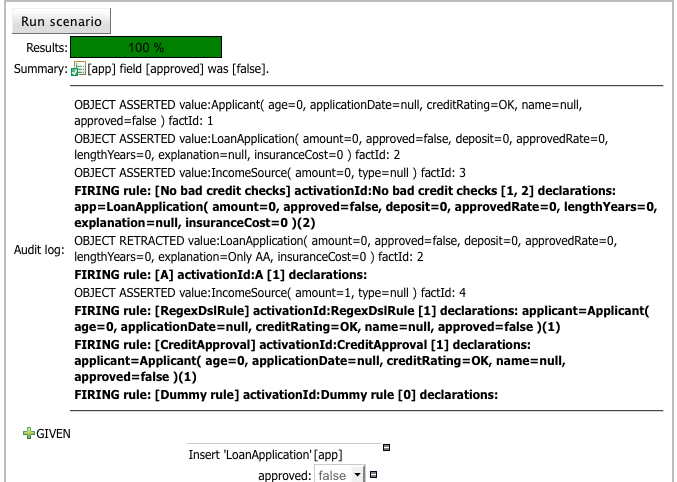 Run scenario
Results: 100 %
Summary: [app] field [approved] was [false].
OBJECT ASSERTED value:Applicant( age=0, applicationDate=null, creditRating=OK, name=null,
approved=false ) factId: 1
OBJECT ASSERTED value:LoanApplication( amount=0, approved=false, deposit=0, approvedRate=0,
lengthYears=0, explanation=null, insuranceCost=0 ) factId: 2
OBJECT ASSERTED value:IncomeSource( amount=0, type=null ) factId: 3
FIRING rule: [No bad credit checks] activationId:No bad credit checks [1, 2] declarations:
app=LoanApplication( amount=0, approved=false, deposit=0, approvedRate=0, lengthYears=0,
explanation=null, insuranceCost=0 )(2)
Audit log:
OBJECT RETRACTED value:LoanApplication( amount=0, approved=false, deposit=0, approvedRate=0,
lengthYears=0, explanation=Only AA, insuranceCost=0 ) factId: 2
FIRING rule: [A] activationId:A [1] declarations:
OBJECT ASSERTED value:IncomeSource( amount=1, type=null ) factId: 4
FIRING rule: [RegexDslRule] activationId:RegexDslRule [1] declarations: applicant=Applicant(
age=0, applicationDate=null, creditRating=OK, name=null, approved=false )(1)
FIRING rule: [CreditApproval] activationId:CreditApproval [1] declarations:
applicant=Applicant( age=0, applicationDate=null, creditRating=OK, name=null,
approved=false )(1)
FIRING rule: [Dummy rule] activationId:Dummy rule [0] declarations:
GIVEN
Insert 'LoanApplication' [app]
approved: false